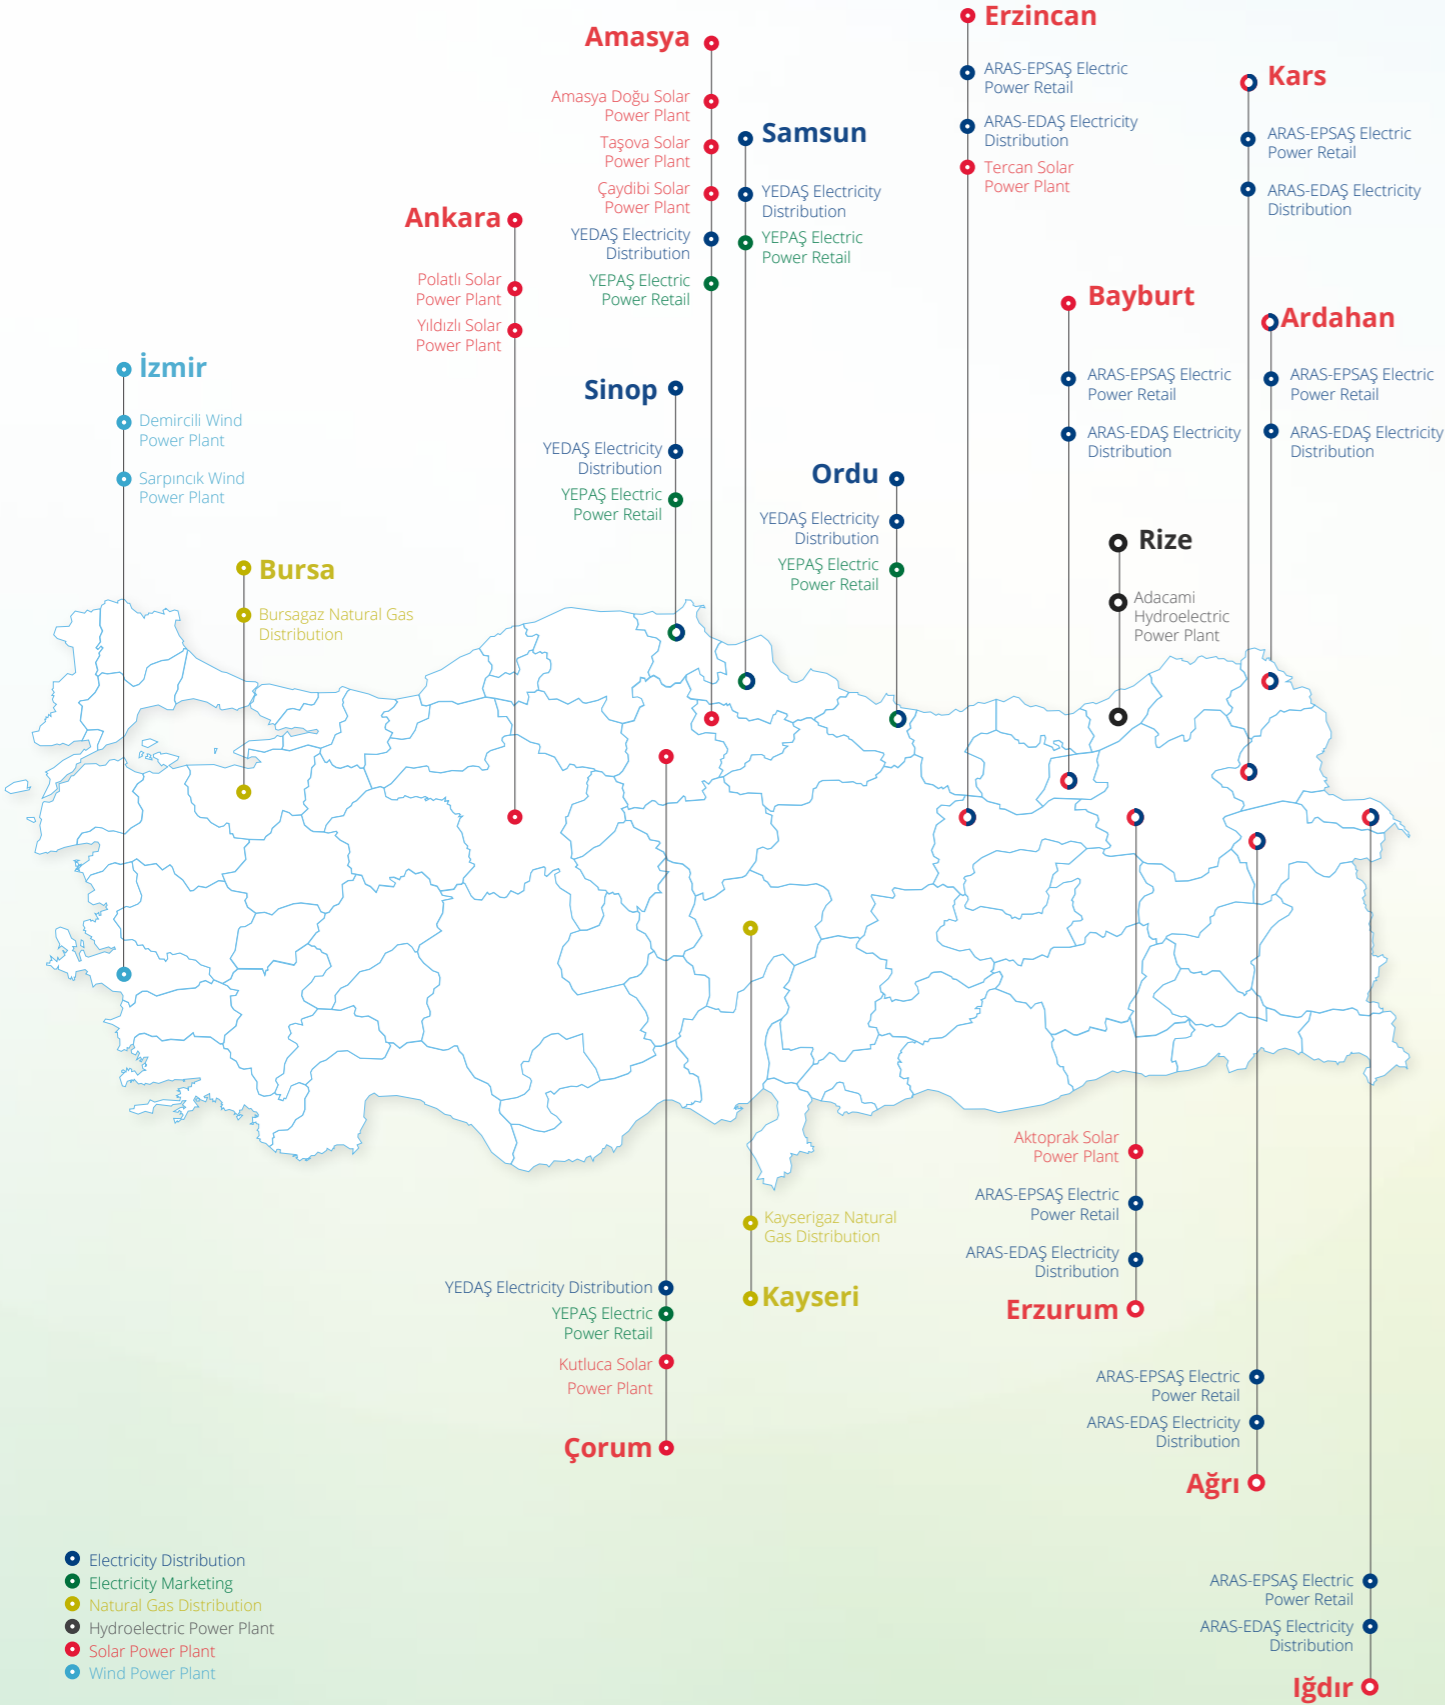 Erzincan
ARAS-EPSAŞ Electric
Power Retail
ARAS-EDAŞ Electricity
Distribution
Tercan Solar
Power Plant
Amasya
Amasya Doğu Solar
Power Plant
Taşova Solar
Power Plant
Çaydibi Solar
Power Plant
YEDAŞ Electricity
Distribution
YEPAŞ Electric
Power Retail
Kars
ARAS-EPSAŞ Electric
Power Retail
ARAS-EDAŞ Electricity
Distribution
Samsun
YEDAŞ Electricity
Distribution
YEPAŞ Electric
Power Retail
Ankara
Polatlı Solar
Power Plant
Yıldızlı Solar
Power Plant
Bayburt
ARAS-EPSAŞ Electric
Power Retail
ARAS-EDAŞ Electricity
Distribution
Ardahan
ARAS-EPSAŞ Electric
Power Retail
ARAS-EDAŞ Electricity
Distribution
İzmir
Demircili Wind
Power Plant
Sarpıncık Wind
Power Plant
Sinop
YEDAŞ Electricity
Distribution
YEPAŞ Electric
Power Retail
Ordu
YEDAŞ Electricity
Distribution
YEPAŞ Electric
Power Retail
Rize
Adacami
Hydroelectric
Power Plant
Bursa
Bursagaz Natural Gas
Distribution
Aktoprak Solar
Power Plant
ARAS-EPSAŞ Electric
Power Retail
ARAS-EDAŞ Electricity
Distribution
Erzurum
Kayserigaz Natural
Gas Distribution
Kayseri
YEDAŞ Electricity Distribution
YEPAŞ Electric
Power Retail
Kutluca Solar
Power Plant
Çorum
ARAS-EPSAŞ Electric
Power Retail
ARAS-EDAŞ Electricity
Distribution
Ağrı
ARAS-EPSAŞ Electric
Power Retail
ARAS-EDAŞ Electricity
Distribution
Iğdır
Electricity Distribution
Electricity Marketing
Natural Gas Distribution
Hydroelectric Power Plant
Solar Power Plant
Wind Power Plant